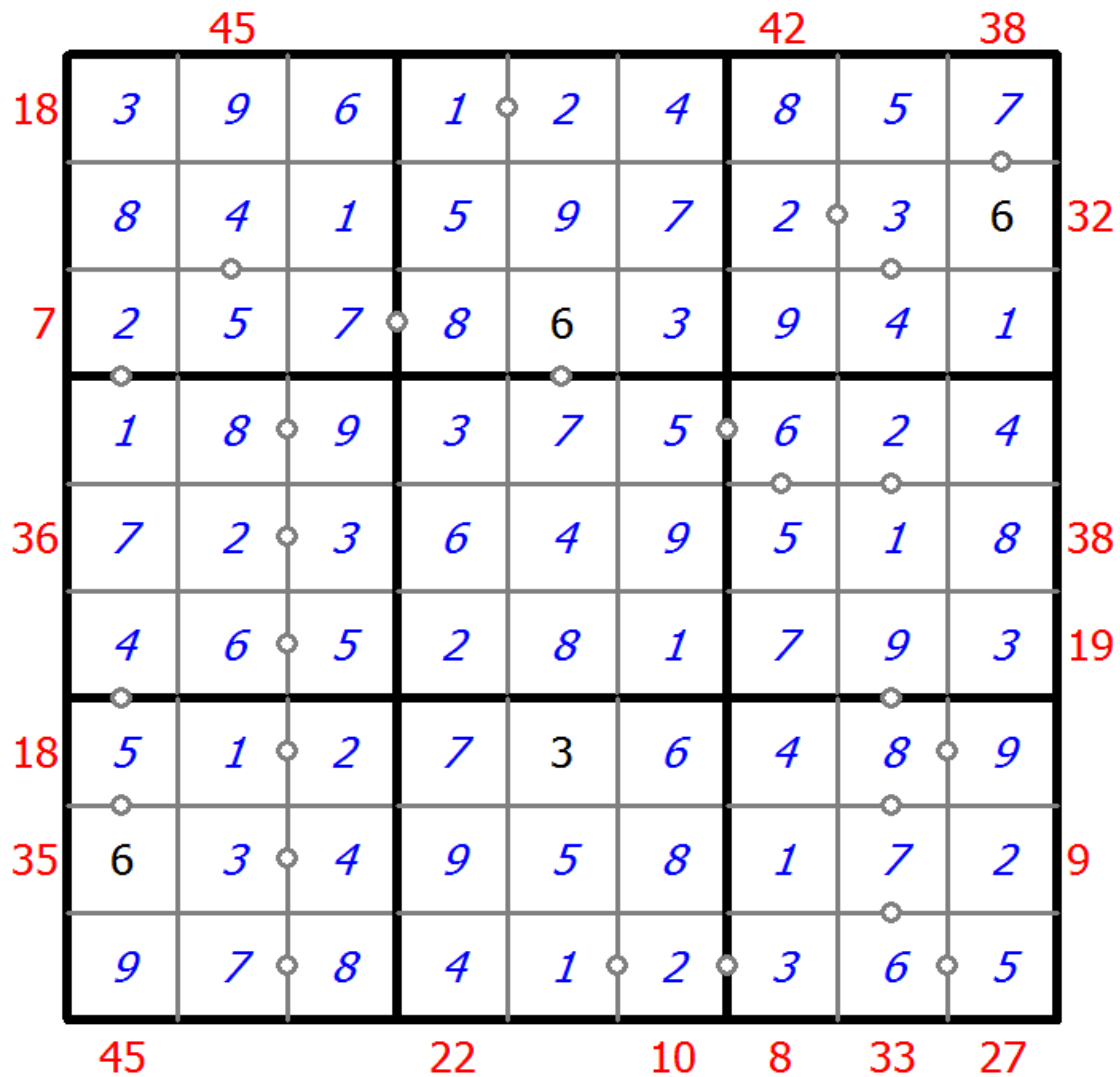 45 42 38
18 3 9 6 1 2 4 8 5 7
8 4 1 5 9 7 2 3 6 32
7 2 5 7 8 6 3 9 4 1
1 8 9 3 7 5 6 2 4
36 7 2 3 6 4 9 5 1 8 38
4 6 5 2 8 1 7 9 3 19
18 5 1 2 7 3 6 4 8 9
35 6 3 4 9 5 8 1 7 2 9
9 7 8 4 1 2 3 6 5
45 22 10 8 33 27